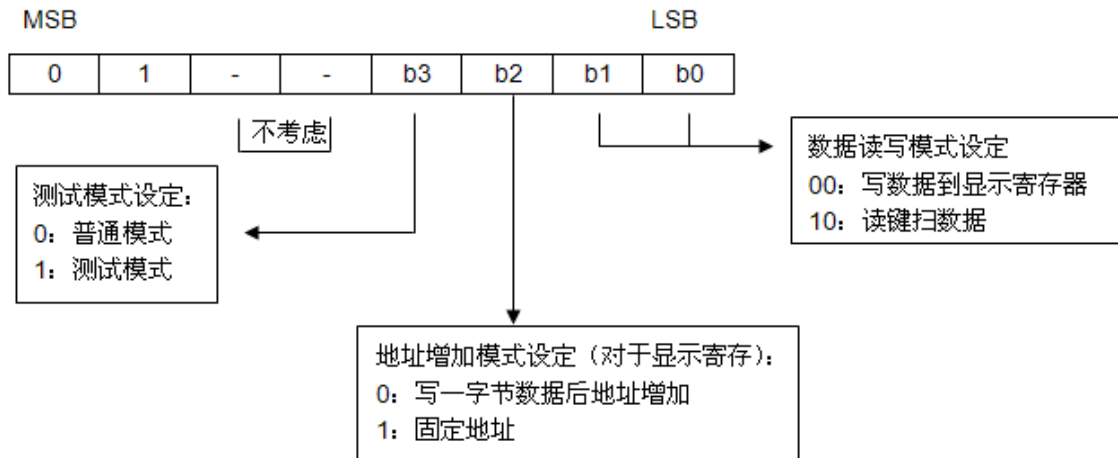 MSB LSB
0 1 - - b3 b2 b1 b0
不考虑
数据读写模式设定
00：写数据到显示寄存器
10：读键扫数据
测试模式设定：
0：普通模式
1：测试模式
地址增加模式设定（对于显示寄存）：
0：写一字节数据后地址增加
1：固定地址